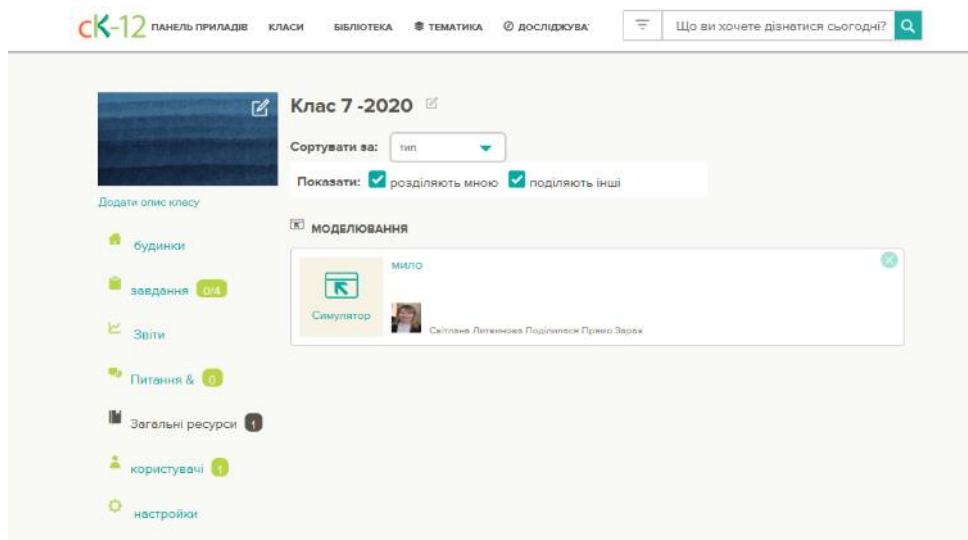 cK-12 ПАНЕЛЬ ПРИЛАДІВ КЛАСИ БІБЛІОТЕКА ТЕМАТИКА ДОСЛІДЖУВА Що ви хочете дізнатися сьогодні?
Клас 7 -2020
Сортувати за: тип
Показати: розділяють мною поділяють інші
Додати опис класу
будинки
завдання 0/4
Звіти
Питання & 0
Загальні ресурси 1
користувачі 1
настройки
МОДЕЛЮВАННЯ
мило
Симулятор
Світлана Литвинова Поділилася Прямо Зараз